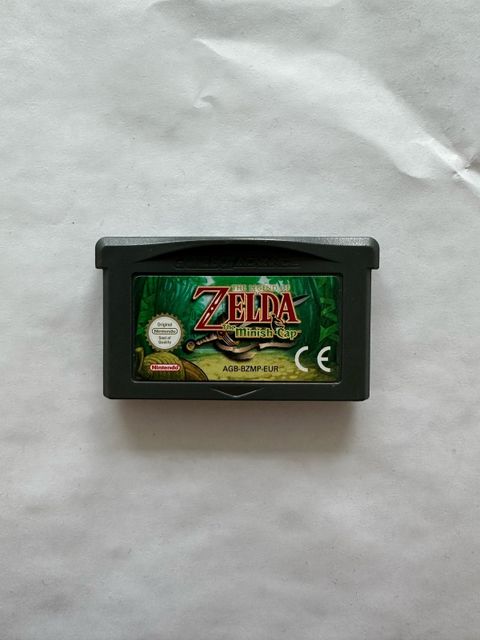 THE LEGEND OF
ZELDA
The Minish Cap
Original
Nintendo
Seal of
Quality
Nintendo
AGB-BZMP-EUR
CE